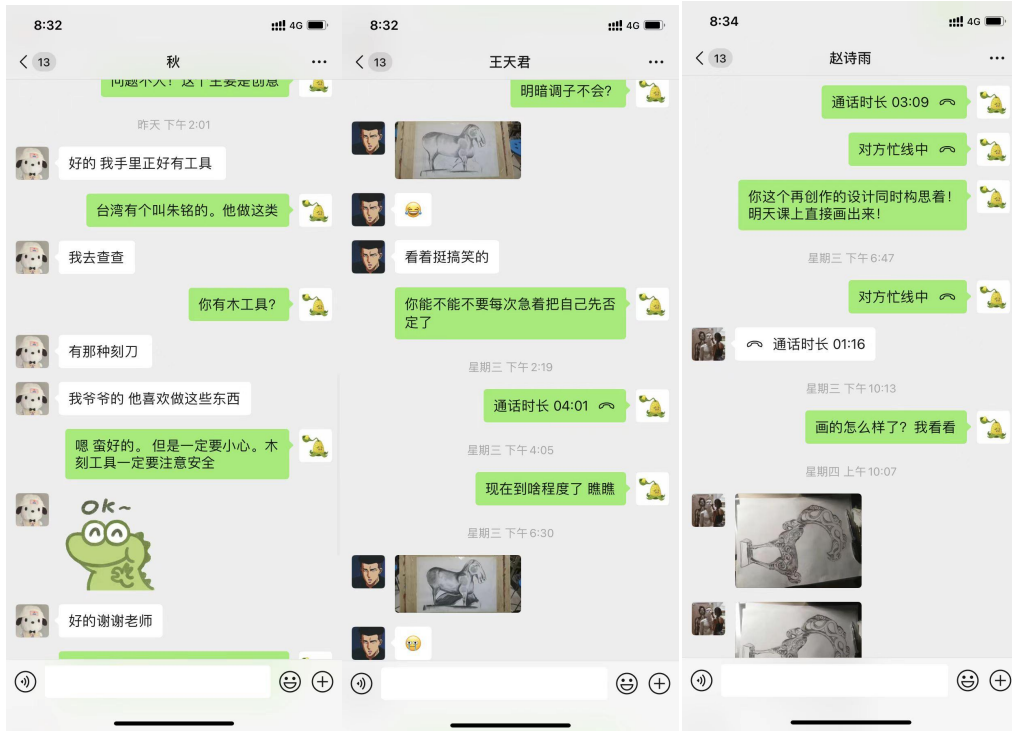 8:32
4G
13
秋
问题不大！这个主要是创意
昨天 下午2:01
好的 我手里正好有工具
台湾有个叫朱铭的。他做这类
我去查查
你有木工具？
有那种刻刀
我爷爷的 他喜欢做这些东西
嗯 蛮好的。 但是一定要小心。木
刻工具一定要注意安全
OK~
好的谢谢老师
8:32
4G
13
王天君
明暗调子不会？
看着挺搞笑的
你能不能不要每次急着把自己先否
定了
星期三 下午2:19
通话时长 04:01
星期三 下午4:05
现在到啥程度了 瞧瞧
星期三 下午6:30
8:34
4G
13
赵诗雨
通话时长 03:09
对方忙线中
你这个再创作的设计同时构思着！
明天课上直接画出来！
星期三 下午6:47
对方忙线中
通话时长 01:16
星期三 下午10:13
画的怎么样了？我看看
星期四 上午10:07